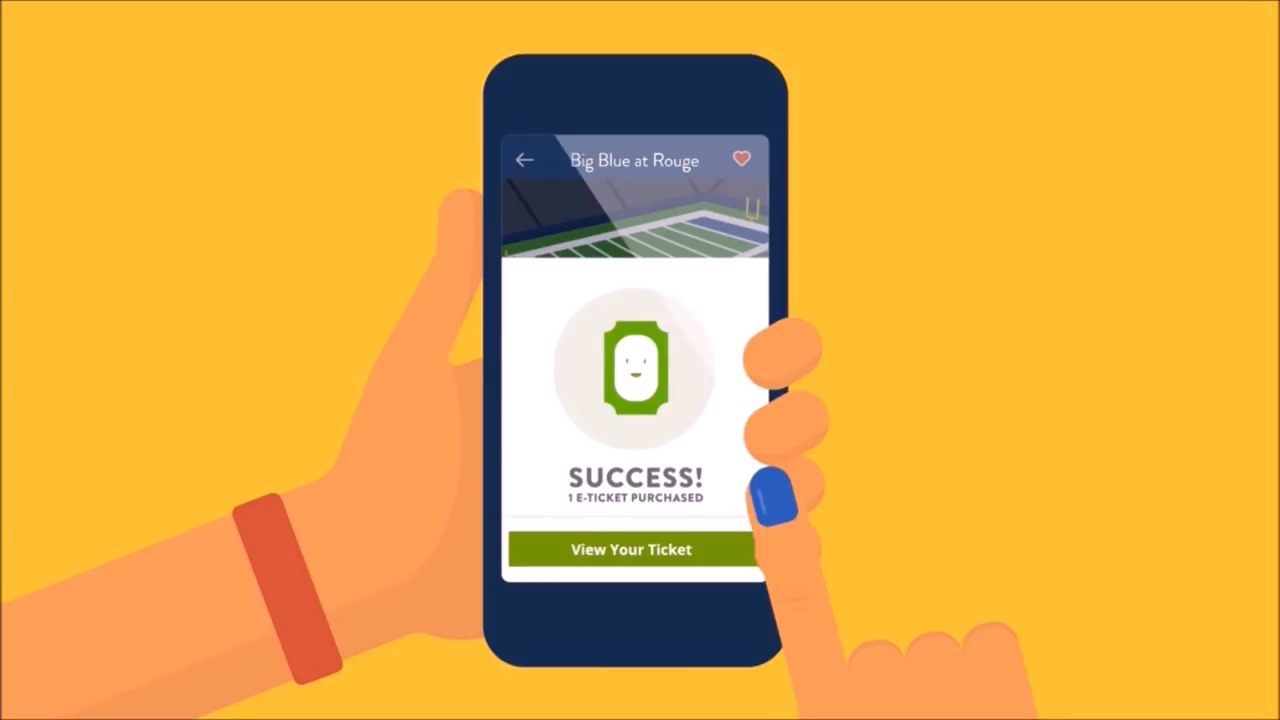 Big Blue at Rouge
SUCCESS!
1 E-TICKET PURCHASED
View Your Ticket